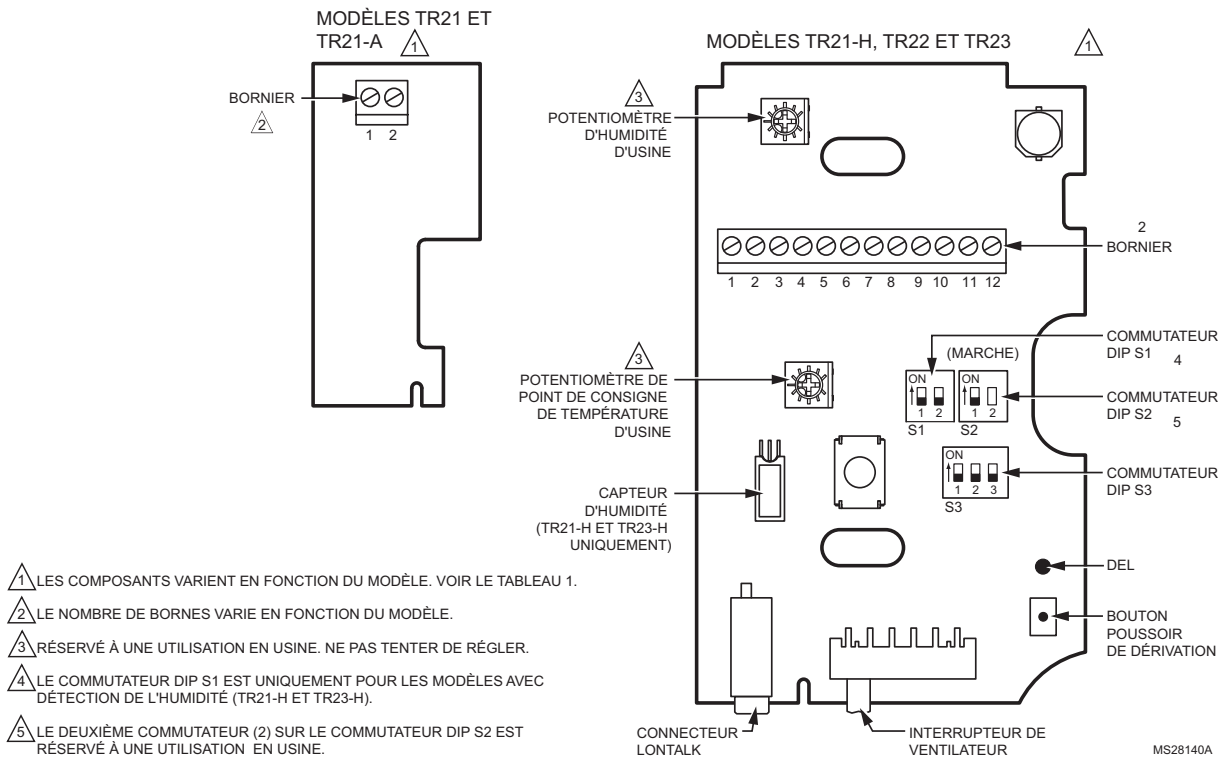 MODÈLES TR21 ET
TR21-A
1
BORNIER
2
1 2
MODÈLES TR21-H, TR22 ET TR23
1
3
POTENTIOMÈTRE
D'HUMIDITÉ
D'USINE
2
BORNIER
1 2 3 4 5 6 7 8 9 10 11 12
3
POTENTIOMÈTRE DE
POINT DE CONSIGNE
DE TEMPÉRATURE
D'USINE
(MARCHE)
COMMUTATEUR
DIP S1 4
ON
1 2
S1
ON
1 2
S2
COMMUTATEUR
DIP S2 5
ON
1 2 3
S3
COMMUTATEUR
DIP S3
CAPTEUR
D'HUMIDITÉ
(TR21-H ET TR23-H
UNIQUEMENT)
DEL
BOUTON
POUSSOIR
DE DÉRIVATION
CONNECTEUR
LONTALK
INTERRUPTEUR DE
VENTILATEUR
1 LES COMPOSANTS VARIENT EN FONCTION DU MODÈLE. VOIR LE TABLEAU 1.
2 LE NOMBRE DE BORNES VARIE EN FONCTION DU MODÈLE.
3 RÉSERVÉ À UNE UTILISATION EN USINE. NE PAS TENTER DE RÉGLER.
4 LE COMMUTATEUR DIP S1 EST UNIQUEMENT POUR LES MODÈLES AVEC
DÉTECTION DE L'HUMIDITÉ (TR21-H ET TR23-H).
5 LE DEUXIÈME COMMUTATEUR (2) SUR LE COMMUTATEUR DIP S2 EST
RÉSERVÉ À UNE UTILISATION EN USINE.
MS28140A